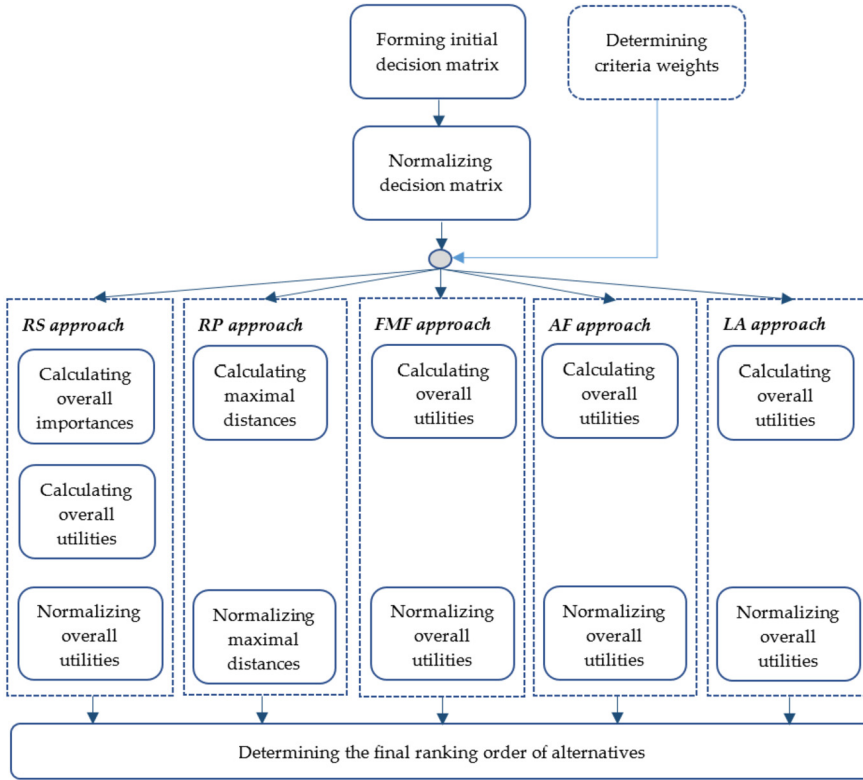 Forming initial
decision matrix
Determining
criteria weights
Normalizing
decision matrix
RS approach
Calculating
overall
importances
Calculating
overall
utilities
Normalizing
overall
utilities
RP approach
Calculating
maximal
distances
Normalizing
maximal
distances
FMF approach
Calculating
overall
utilities
Normalizing
overall
utilities
AF approach
Calculating
overall
utilities
Normalizing
overall
utilities
LA approach
Calculating
overall
utilities
Normalizing
overall
utilities
Determining the final ranking order of alternatives